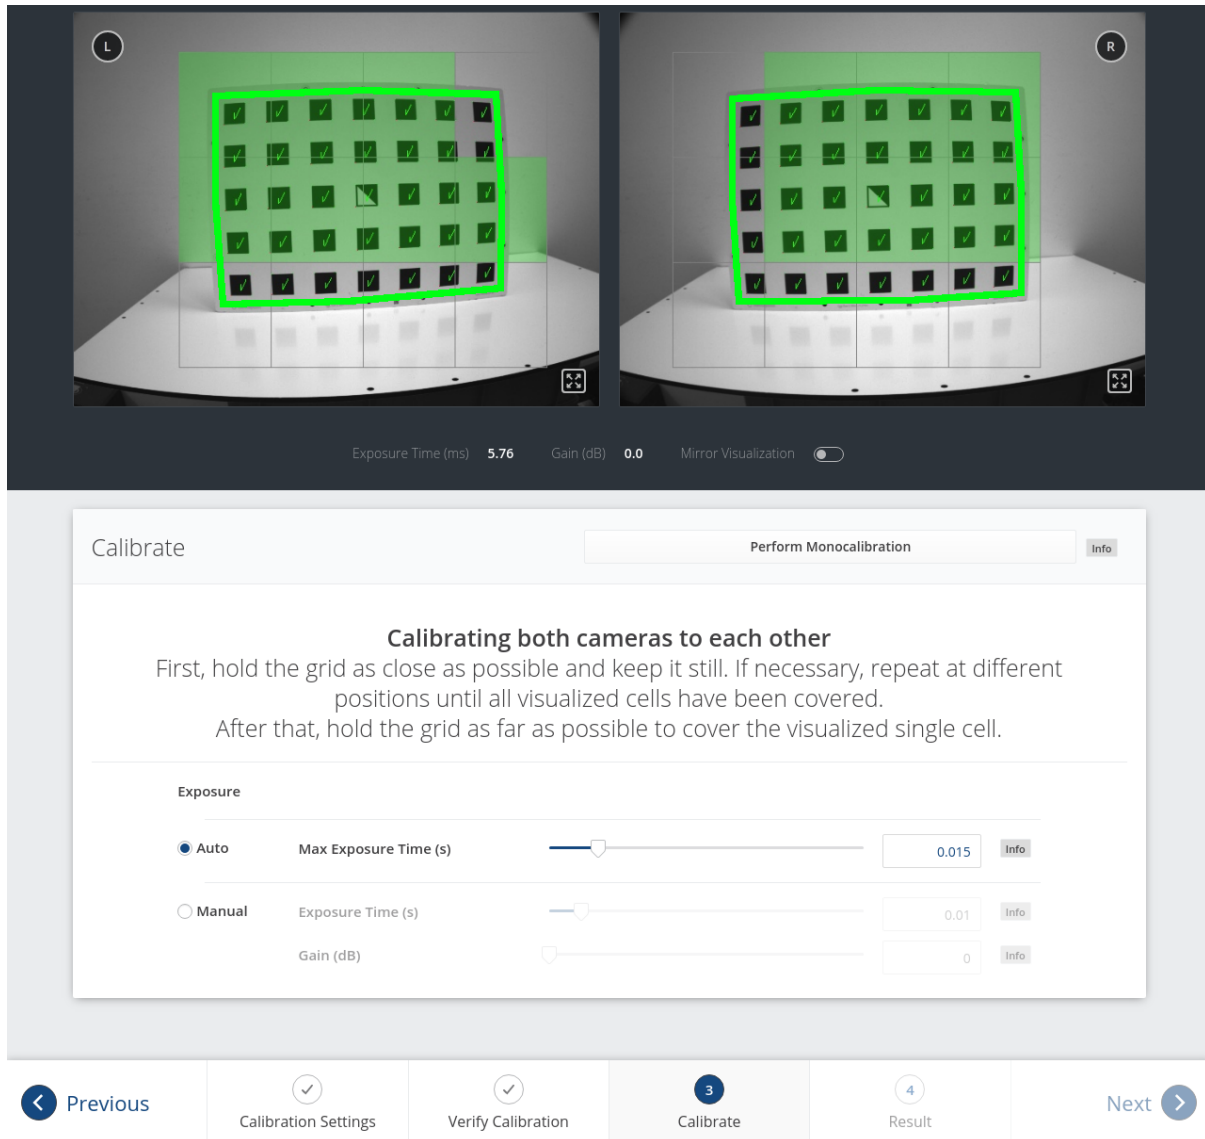 L
R
Exposure Time (ms) 5.76 Gain (dB) 0.0 Mirror Visualization
Calibrate
Perform Monocalibration
Info
Calibrating both cameras to each other
First, hold the grid as close as possible and keep it still. If necessary, repeat at different
positions until all visualized cells have been covered.
After that, hold the grid as far as possible to cover the visualized single cell.
Exposure
Auto Max Exposure Time (s) 0.015 Info
Manual Exposure Time (s) 0.01 Info
Gain (dB) 0 Info
Previous
Calibration Settings
Verify Calibration
3
Calibrate
4
Result
Next